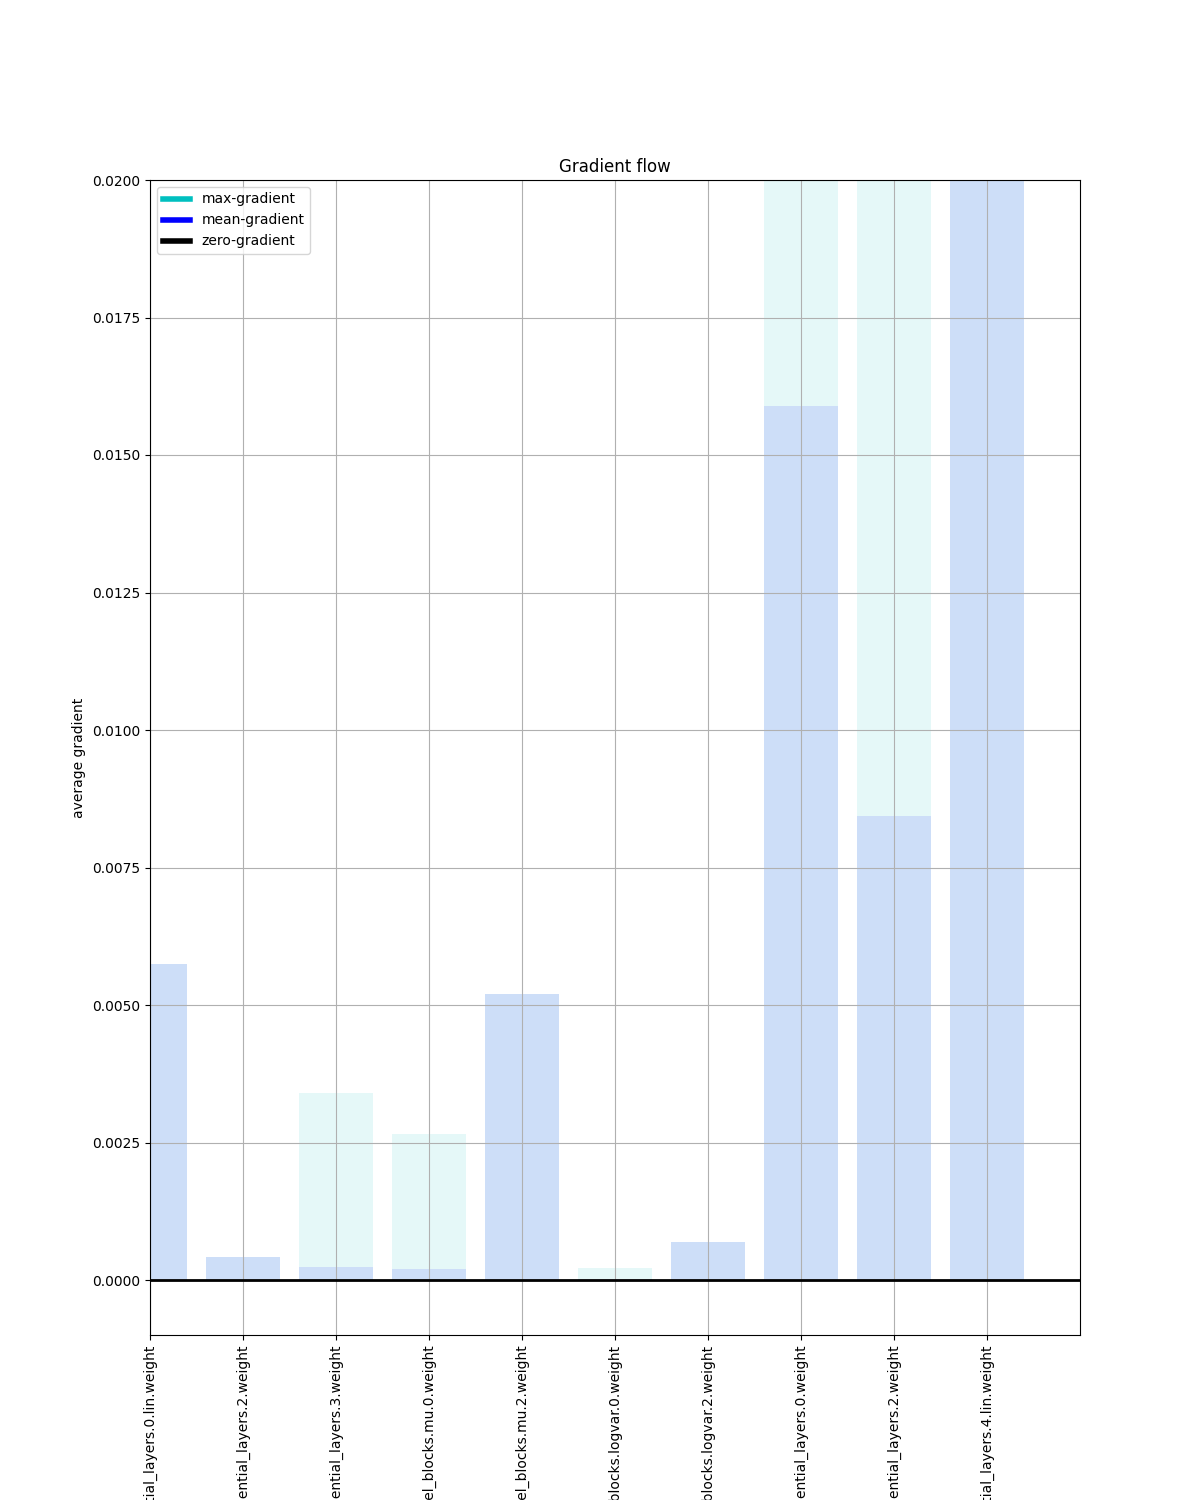 Gradient flow
max-gradient
mean-gradient
zero-gradient
0.0200
0.0175
0.0150
0.0125
0.0100
0.0075
0.0050
0.0025
0.0000
average gradient
tial_layers.0.lin.weight
ential_layers.2.weight
ential_layers.3.weight
el_blocks.mu.0.weight
el_blocks.mu.2.weight
blocks.logvar.0.weight
blocks.logvar.2.weight
ential_layers.0.weight
ential_layers.2.weight
tial_layers.4.lin.weight